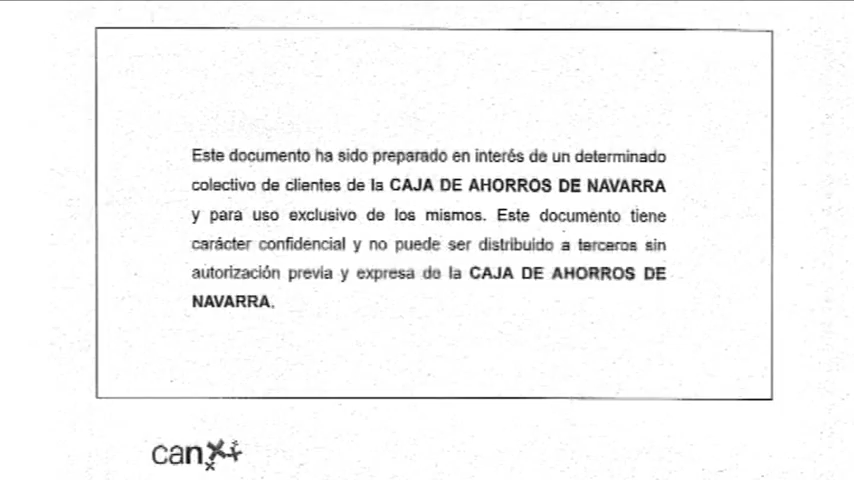 Este documento ha sido preparado en interés de un determinado
colectivo de clientes de la CAJA DE AHORROS DE NAVARRA
y para uso exclusivo de los mismos. Este documento tiene
carácter confidencial y no puede ser distribuido a terceros sin
autorización previa y expresa de la CAJA DE AHORROS DE
NAVARRA.
can